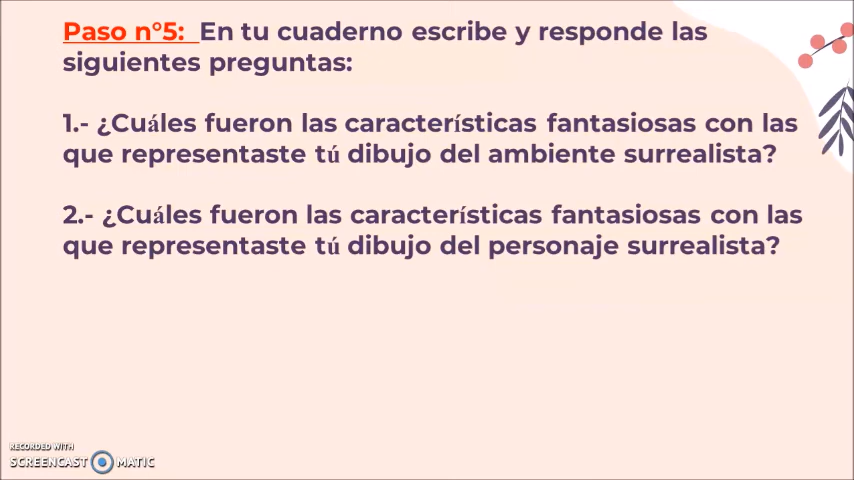 Paso n°5: En tu cuaderno escribe y responde las
siguientes preguntas:
1.- ¿Cuáles fueron las características fantasiosas con las
que representaste tú dibujo del ambiente surrealista?
2.- ¿Cuáles fueron las características fantasiosas con las
que representaste tú dibujo del personaje surrealista?
RECORDED WITH
SCREENCAST MATIC